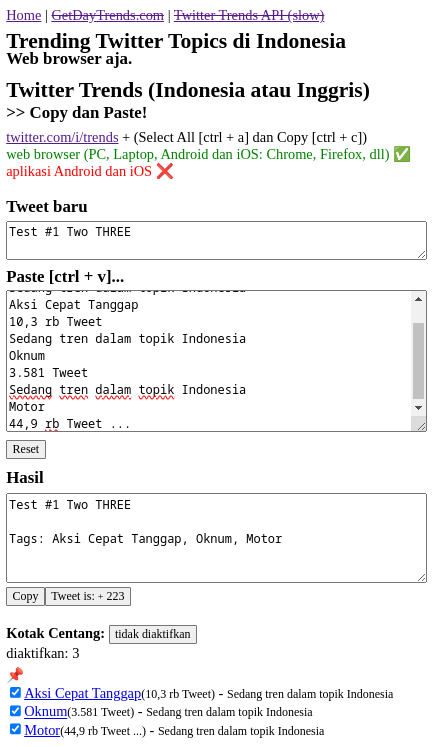 Home | GetDayTrends.com | Twitter Trends API (slow)
Trending Twitter Topics di Indonesia
Web browser aja.
Twitter Trends (Indonesia atau Inggris)
>> Copy dan Paste!
twitter.com/i/trends + (Select All [ctrl + a] dan Copy [ctrl + c])
web browser (PC, Laptop, Android dan iOS: Chrome, Firefox, dll) ✅
aplikasi Android dan iOS ❌
Tweet baru
Test #1 Two THREE
Paste [ctrl + v]...
Sedang tren dalam topik Indonesia
Aksi Cepat Tanggap
10,3 rb Tweet
Sedang tren dalam topik Indonesia
Oknum
3.581 Tweet
Sedang tren dalam topik Indonesia
Motor
44,9 rb Tweet ...
Reset
Hasil
Test #1 Two THREE
Tags: Aksi Cepat Tanggap, Oknum, Motor
Copy Tweet is: + 223
Kotak Centang: tidak diaktifkan
diaktifkan: 3
📌
Aksi Cepat Tanggap(10,3 rb Tweet) - Sedang tren dalam topik Indonesia
Oknum(3.581 Tweet) - Sedang tren dalam topik Indonesia
Motor(44,9 rb Tweet ...) - Sedang tren dalam topik Indonesia